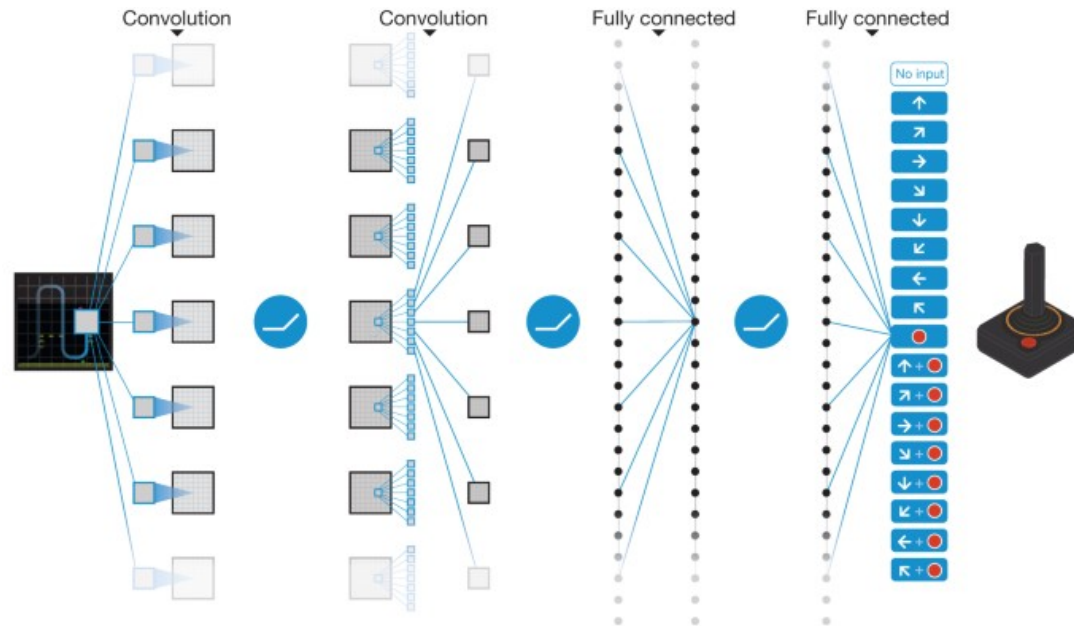 Convolution
Convolution
Fully connected
Fully connected
No input
+
+
+
+
+
+
+
+